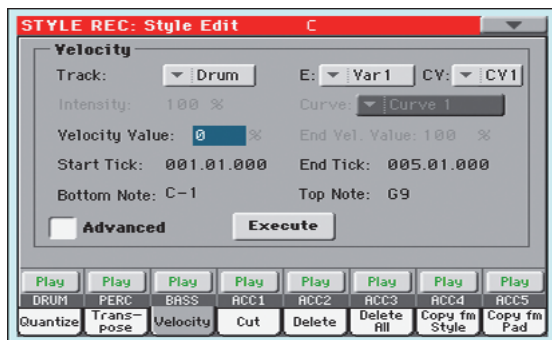 STYLE REC: Style Edit C
Velocity
Track: Drum E: Var1 CV: CV1
Intensity: 100 % Curve: Curve 1
Velocity Value: 0 % End Vel. Value: 100 %
Start Tick: 001.01.000 End Tick: 005.01.000
Bottom Note: C-1 Top Note: G9
Advanced Execute
Play Play Play Play Play Play Play Play
DRUM PERC BASS ACC1 ACC2 ACC3 ACC4 ACC5
Quantize Trans-pose Velocity Cut Delete Delete All Copy fm Style Copy fm Pad